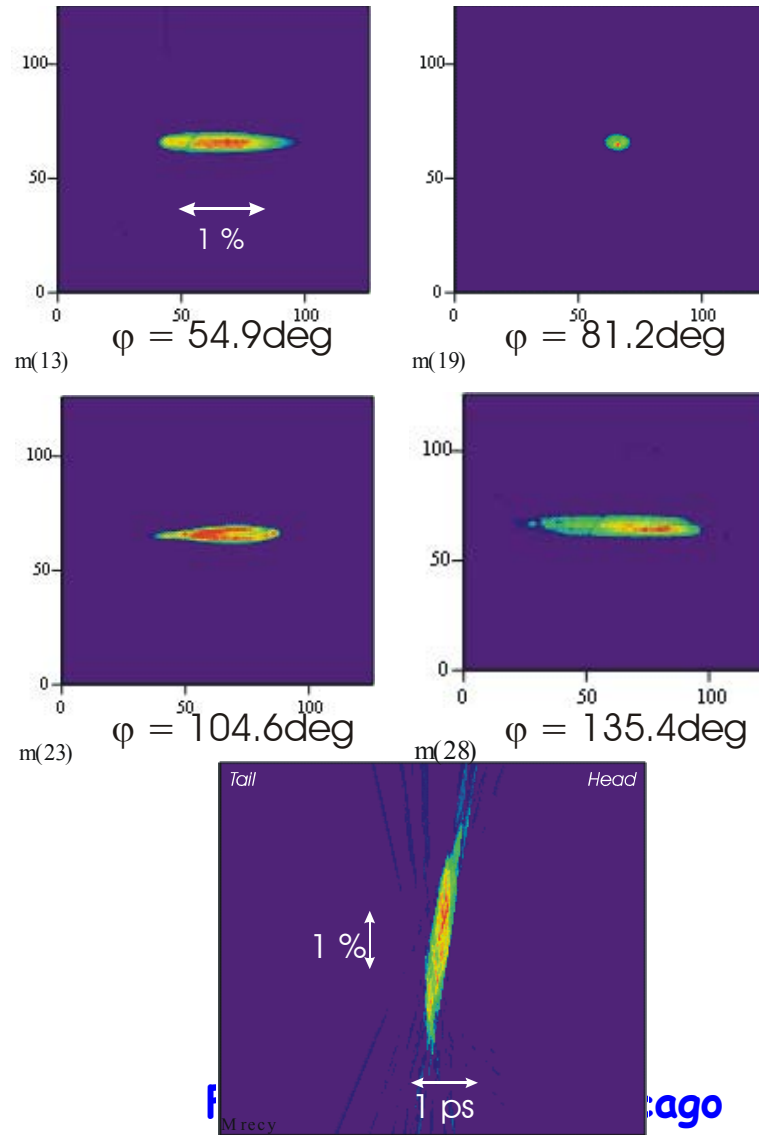 100 100
50 50
1 %
0 0
0 50 100 0 50 100
φ = 54.9deg φ = 81.2deg
m(13) m(19)
100 100
50 50
0 0
0 50 100 0 50 100
φ = 104.6deg φ = 135.4deg
m(23) m(28)
Tail Head
1 %
1 ps
M recy